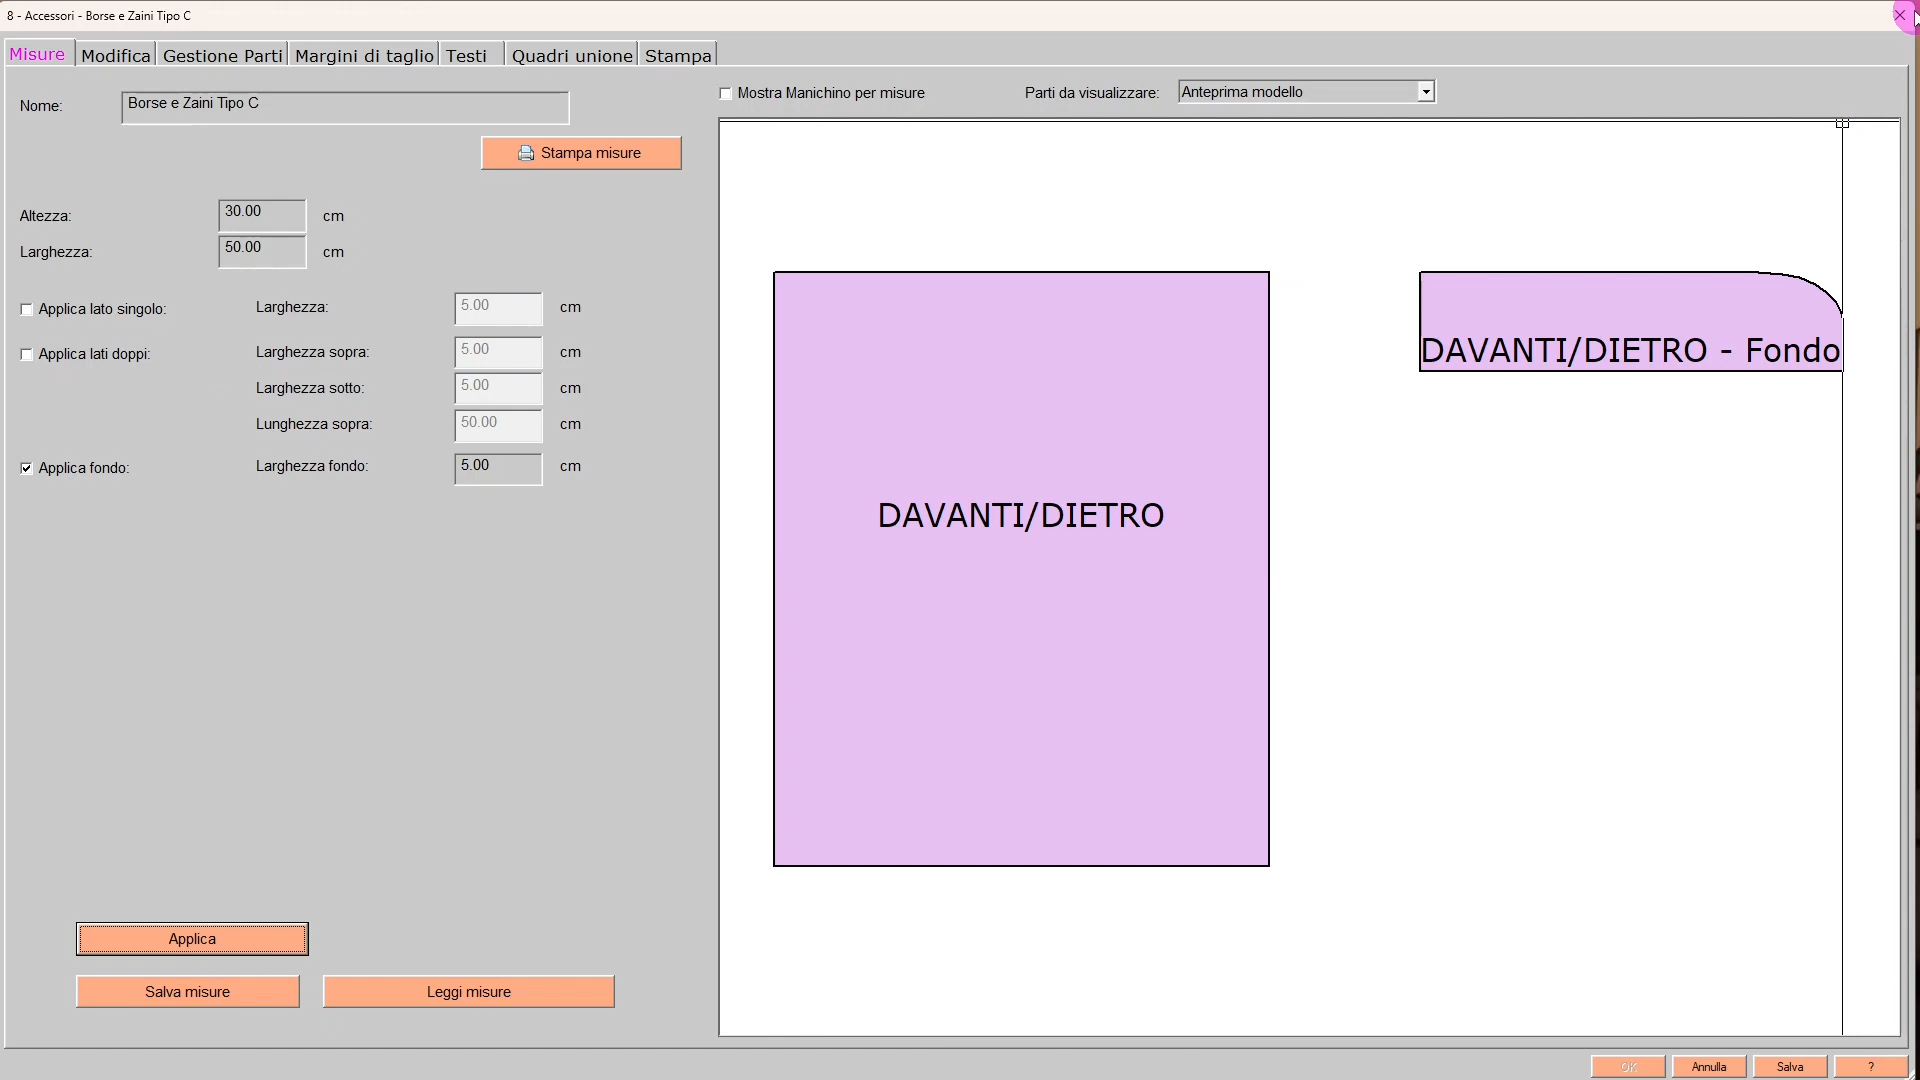 8 - Accessori - Borse e Zaini Tipo C
Misure Modifica Gestione Parti Margini di taglio Testi Quadri unione Stampa
Nome: Borse e Zaini Tipo C
Mostra Manichino per misure Parti da visualizzare: Anteprima modello
Stampa misure
Altezza: 30.00 cm
Larghezza: 50.00 cm
Applica lato singolo: Larghezza: 5.00 cm
Applica lati doppi: Larghezza sopra: 5.00 cm
Larghezza sotto: 5.00 cm
Lunghezza sopra: 50.00 cm
Applica fondo: Larghezza fondo: 5.00 cm
DAVANTI/DIETRO
DAVANTI/DIETRO - Fondo
Applica
Salva misure Leggi misure
OK Annulla Salva ?